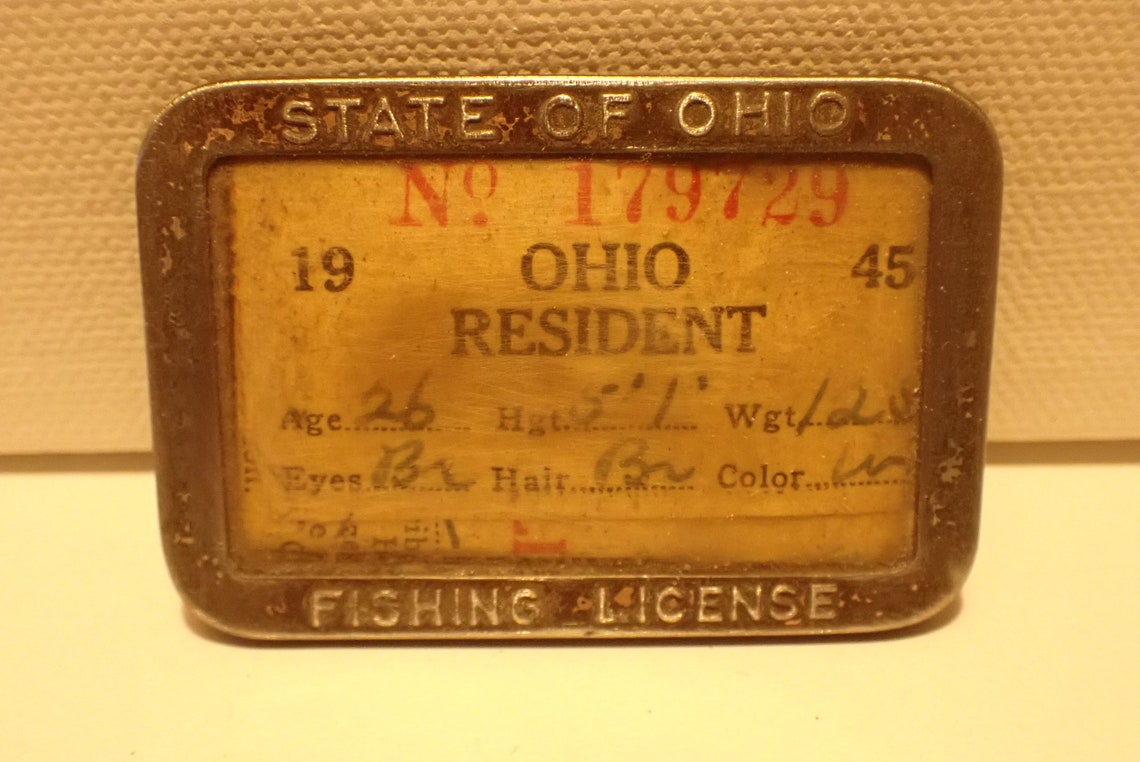 STATE OF OHIO
No 179729
19 OHIO 45
RESIDENT
Age 26 Hgt 5'1' Wgt 120
Eyes Br Hair Br Color
FISHING LICENSE